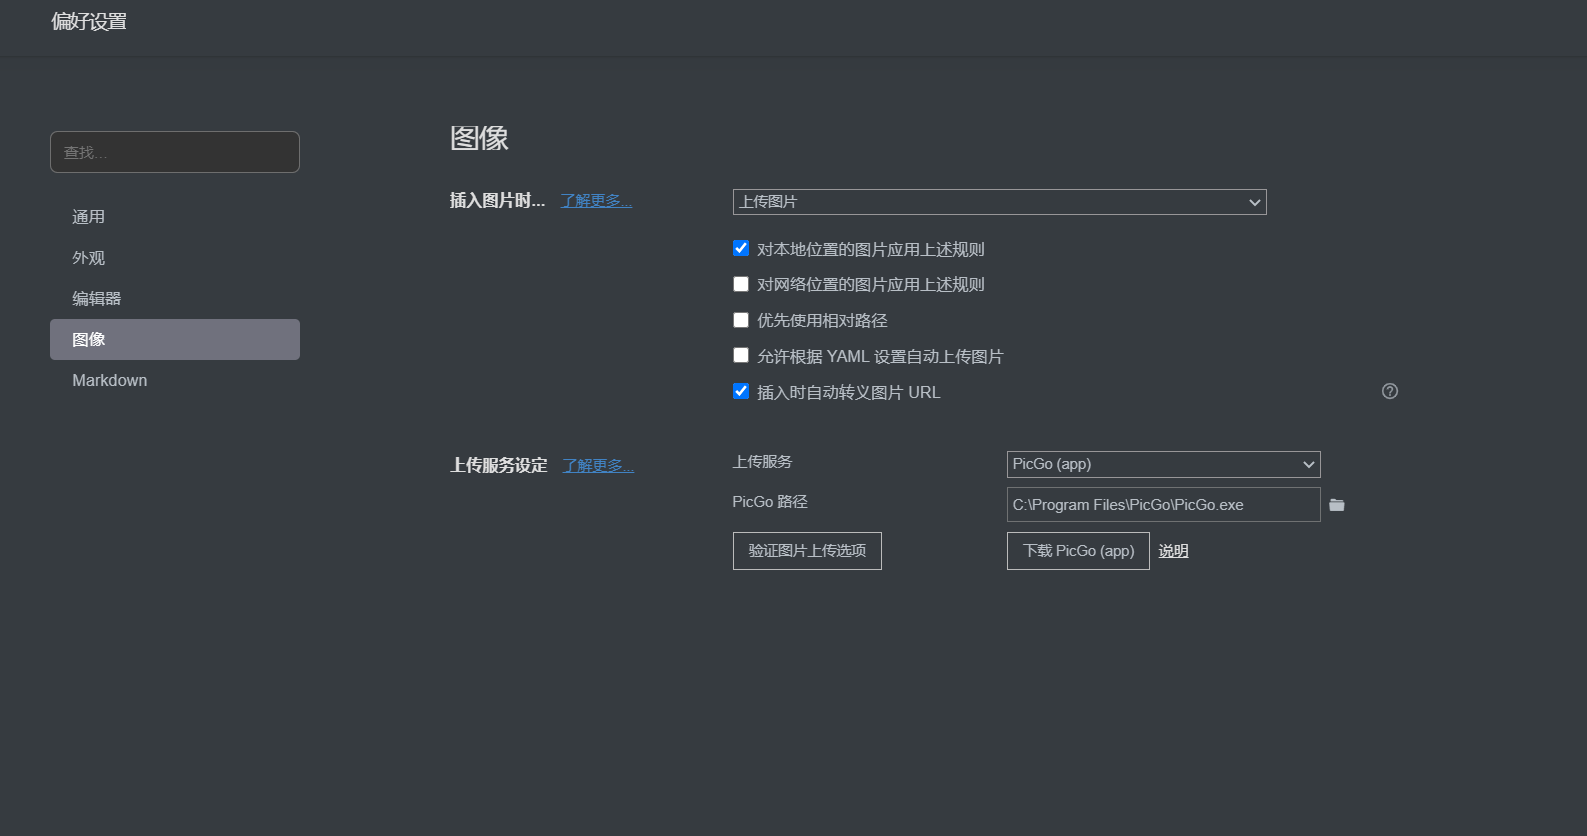 偏好设置
查找...
通用
外观
编辑器
图像
Markdown
图像
插入图片时... 了解更多... 上传图片
对本地位置的图片应用上述规则
对网络位置的图片应用上述规则
优先使用相对路径
允许根据 YAML 设置自动上传图片
插入时自动转义图片 URL ?
上传服务设定 了解更多... 上传服务 PicGo (app)
PicGo 路径 C:\Program Files\PicGo\PicGo.exe
验证图片上传选项 下载 PicGo (app) 说明